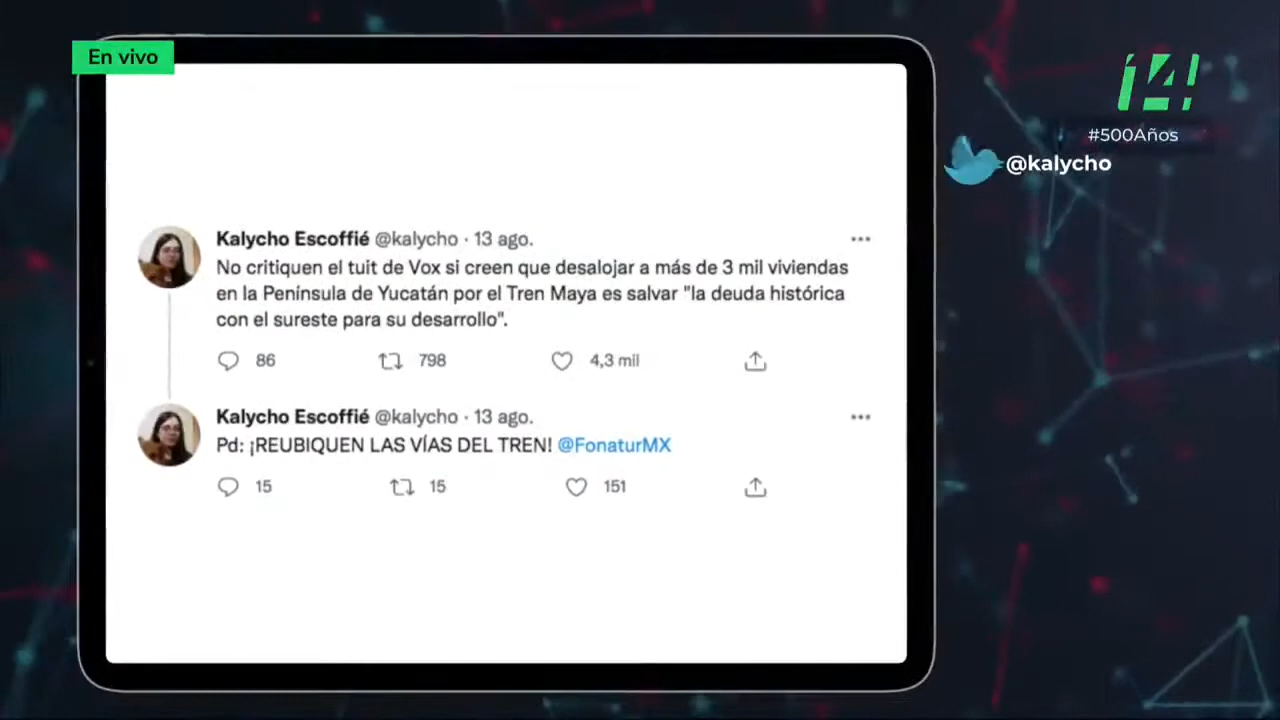 En vivo
14!
#500Años
@kalycho
Kalycho Escoffié @kalycho · 13 ago.
No critiquen el tuit de Vox si creen que desalojar a más de 3 mil viviendas
en la Península de Yucatán por el Tren Maya es salvar "la deuda histórica
con el sureste para su desarrollo".
86 798 4,3 mil
Kalycho Escoffié @kalycho · 13 ago.
Pd: ¡REUBIQUEN LAS VÍAS DEL TREN! @FonaturMX
15 15 151